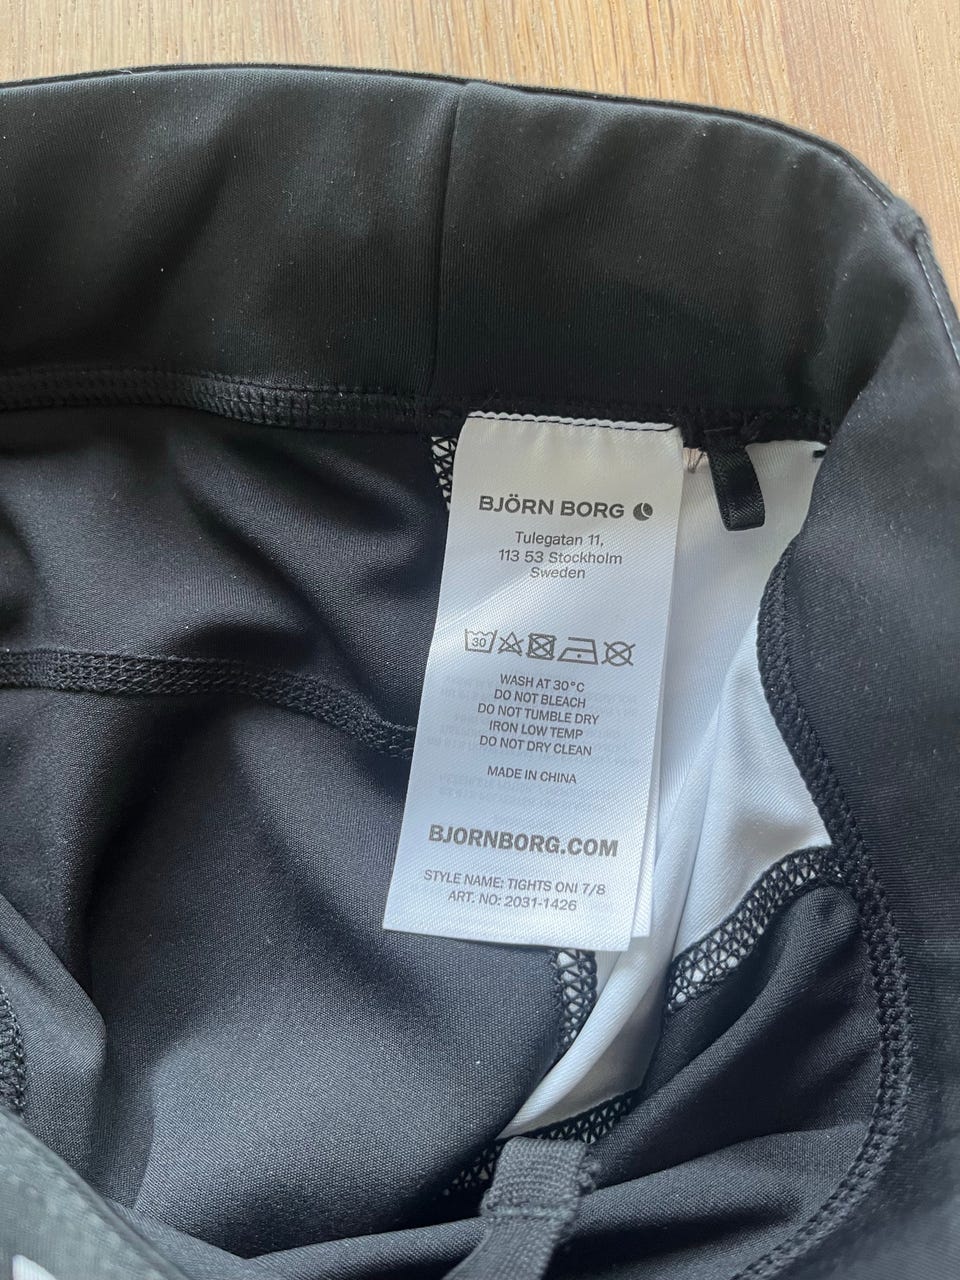 BJÖRN BORG
Tulegatan 11,
113 53 Stockholm
Sweden
30
WASH AT 30°C
DO NOT BLEACH
DO NOT TUMBLE DRY
IRON LOW TEMP
DO NOT DRY CLEAN
MADE IN CHINA
BJORNBORG.COM
STYLE NAME: TIGHTS ONI 7/8
ART. NO: 2031-1426